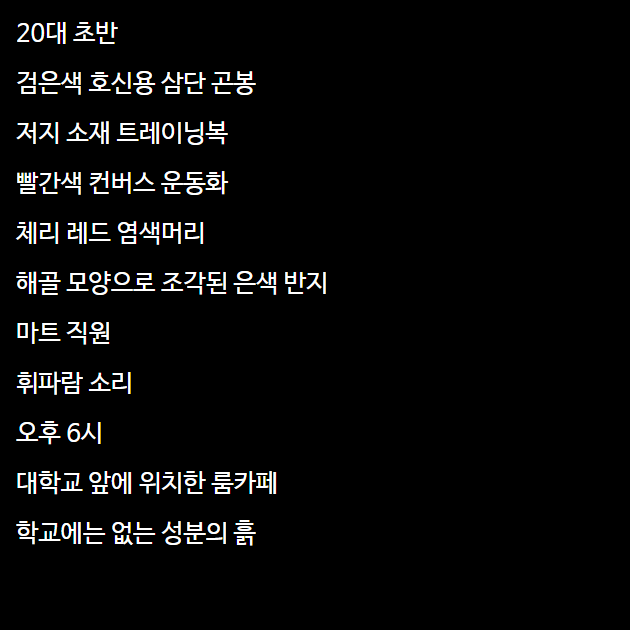 20대 초반
검은색 호신용 삼단 곤봉
저지 소재 트레이닝복
빨간색 컨버스 운동화
체리 레드 염색머리
해골 모양으로 조각된 은색 반지
마트 직원
휘파람 소리
오후 6시
대학교 앞에 위치한 룸카페
학교에는 없는 성분의 흙